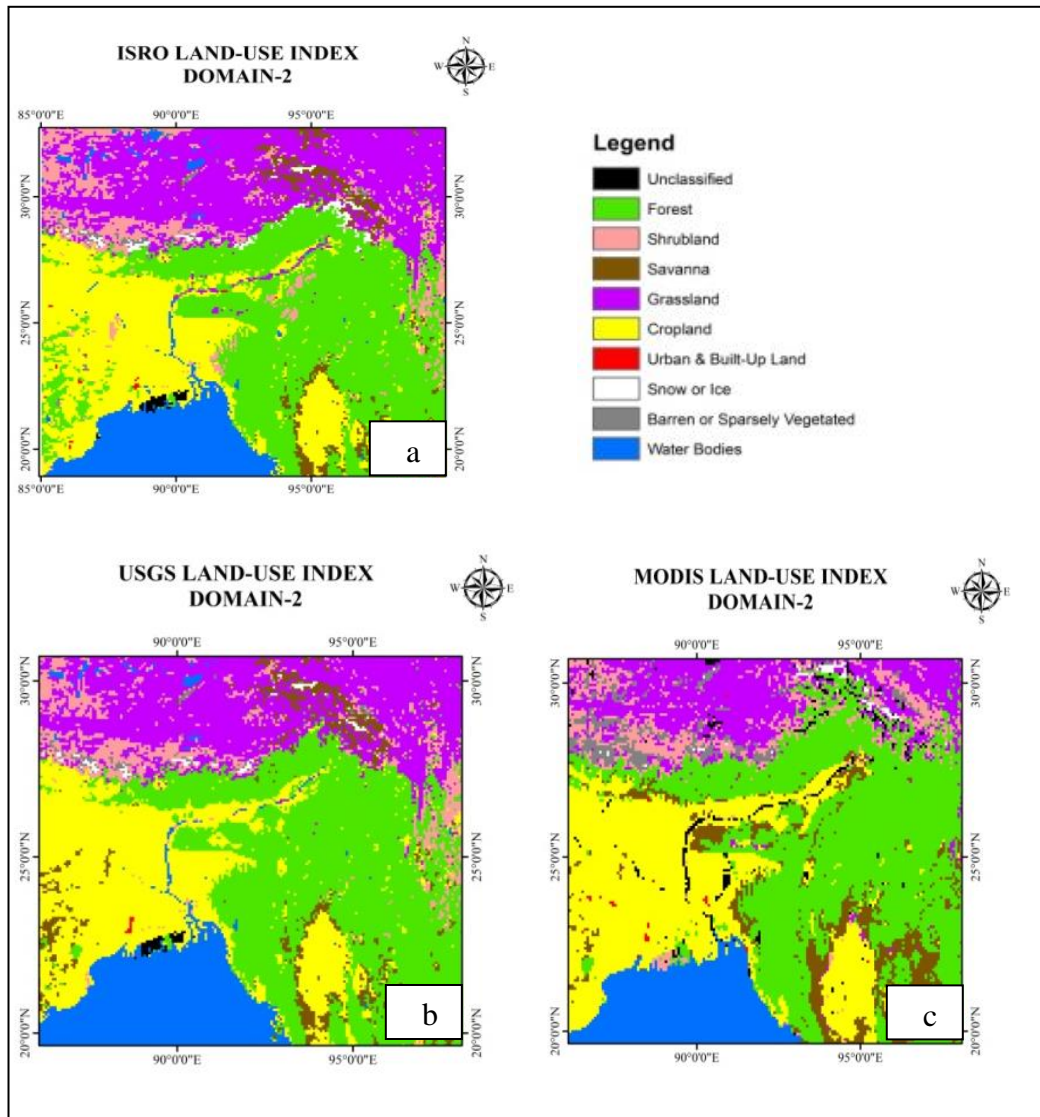 ISRO LAND-USE INDEX
DOMAIN-2
N
W E
S
85°0'0"E 90°0'0"E 95°0'0"E
30°0'0"N 30°0'0"N
25°0'0"N 25°0'0"N
20°0'0"N 20°0'0"N
a
85°0'0"E 90°0'0"E 95°0'0"E
Legend
Unclassified
Forest
Shrubland
Savanna
Grassland
Cropland
Urban & Built-Up Land
Snow or Ice
Barren or Sparsely Vegetated
Water Bodies
USGS LAND-USE INDEX
DOMAIN-2
N
W E
S
90°0'0"E 95°0'0"E
30°0'0"N 30°0'0"N
25°0'0"N 25°0'0"N
20°0'0"N 20°0'0"N
b
90°0'0"E 95°0'0"E
MODIS LAND-USE INDEX
DOMAIN-2
N
W E
S
90°0'0"E 95°0'0"E
30°0'0"N 30°0'0"N
25°0'0"N 25°0'0"N
20°0'0"N 20°0'0"N
c
90°0'0"E 95°0'0"E